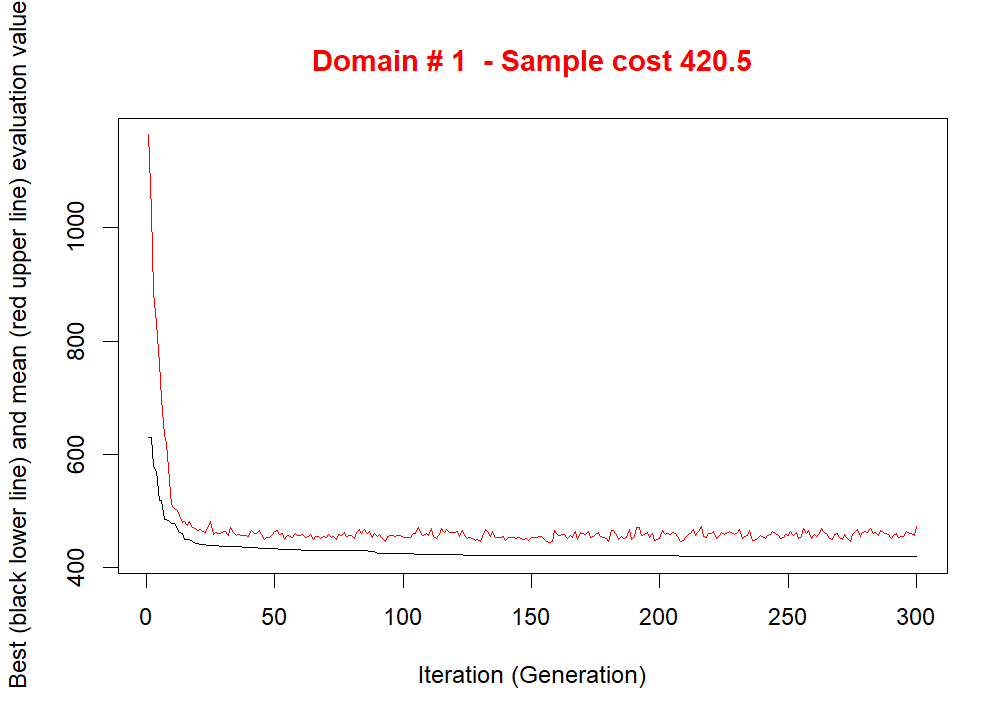 Domain # 1  - Sample cost 420.5
Best (black lower line) and mean (red upper line) evaluation value
1000
800
600
400
0 50 100 150 200 250 300
Iteration (Generation)